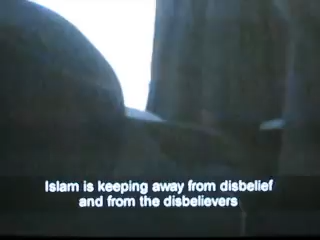 Islam is keeping away from disbelief
and from the disbelievers